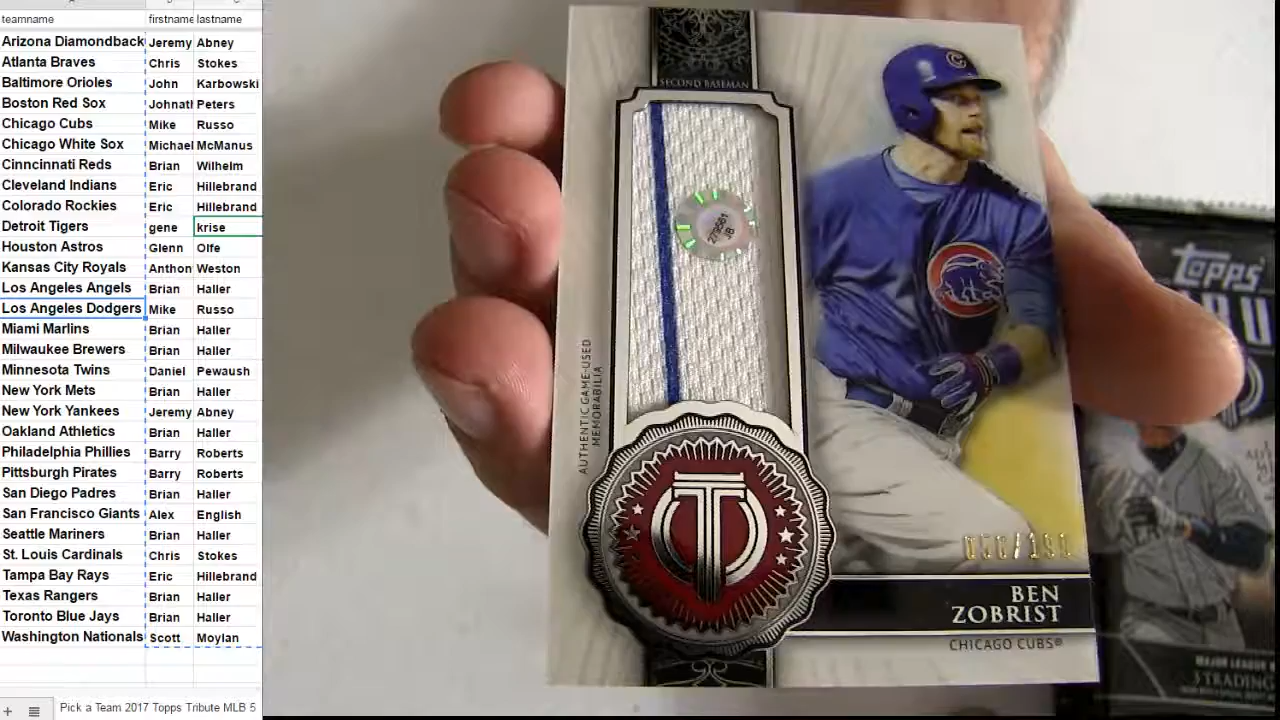 teamname firstname lastname
Arizona Diamondback Jeremy Abney
Atlanta Braves Chris Stokes
Baltimore Orioles John Karbowski
Boston Red Sox Johnath Peters
Chicago Cubs Mike Russo
Chicago White Sox Michael McManus
Cinncinnati Reds Brian Wilhelm
Cleveland Indians Eric Hillebrand
Colorado Rockies Eric Hillebrand
Detroit Tigers gene krise
Houston Astros Glenn Olfe
Kansas City Royals Anthon Weston
Los Angeles Angels Brian Haller
Los Angeles Dodgers Mike Russo
Miami Marlins Brian Haller
Milwaukee Brewers Brian Haller
Minnesota Twins Daniel Pewaush
New York Mets Brian Haller
New York Yankees Jeremy Abney
Oakland Athletics Brian Haller
Philadelphia Phillies Barry Roberts
Pittsburgh Pirates Barry Roberts
San Diego Padres Brian Haller
San Francisco Giants Alex English
Seattle Mariners Brian Haller
St. Louis Cardinals Chris Stokes
Tampa Bay Rays Eric Hillebrand
Texas Rangers Brian Haller
Toronto Blue Jays Brian Haller
Washington Nationals Scott Moylan
Pick a Team 2017 Topps Tribute MLB 5
SECOND BASEMAN
C
AUTHENTIC GAME-USED
MEMORABILIA
BEN
ZOBRIST
CHICAGO CUBS®
Topps
MAJOR LEAGUE
3 TRADING